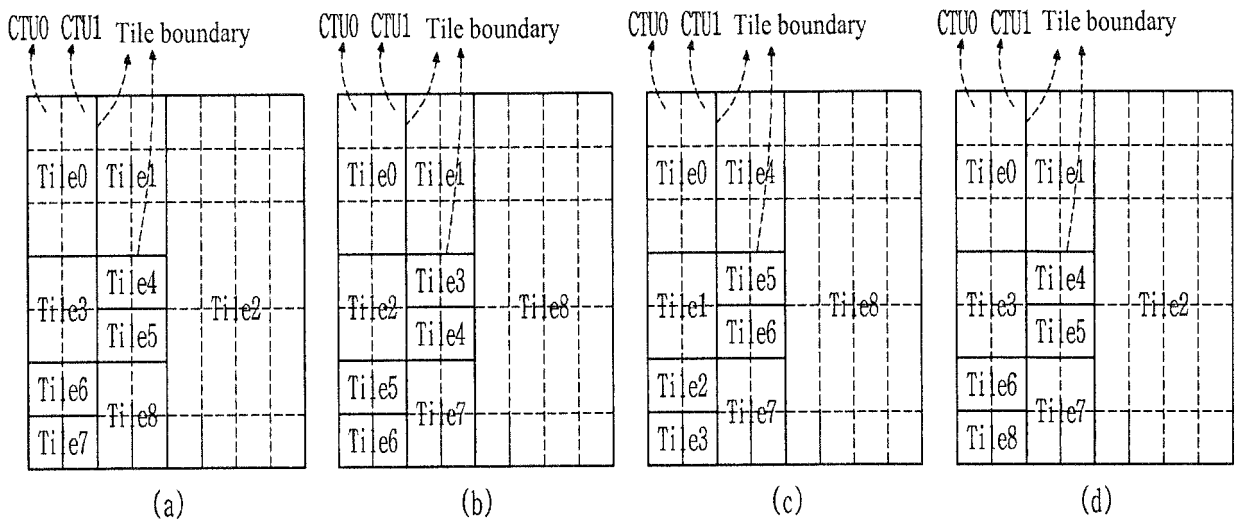 CTU0 CTU1 Tile boundary
Tile0 Tile1
Tile4
Tile3 Tile2
Tile5
Tile6
Tile8
Tile7
(a)
CTU0 CTU1 Tile boundary
Tile0 Tile1
Tile3
Tile2 Tile8
Tile4
Tile5
Tile7
Tile6
(b)
CTU0 CTU1 Tile boundary
Tile0 Tile4
Tile5
Tile1 Tile8
Tile6
Tile2
Tile7
Tile3
(c)
CTU0 CTU1 Tile boundary
Tile0 Tile1
Tile4
Tile3 Tile2
Tile5
Tile6
Tile7
Tile8
(d)